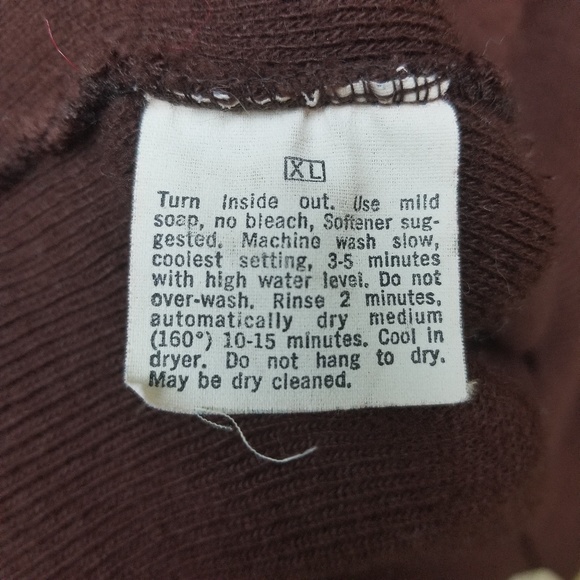 XL
Turn Inside out. Use mild
soap, no bleach, Softener sug-
gested. Machine wash slow,
coolest setting, 3-5 minutes
with high water level. Do not
over-wash. Rinse 2 minutes,
automatically dry medium
(160°) 10-15 minutes. Cool in
dryer. Do not hang to dry.
May be dry cleaned.